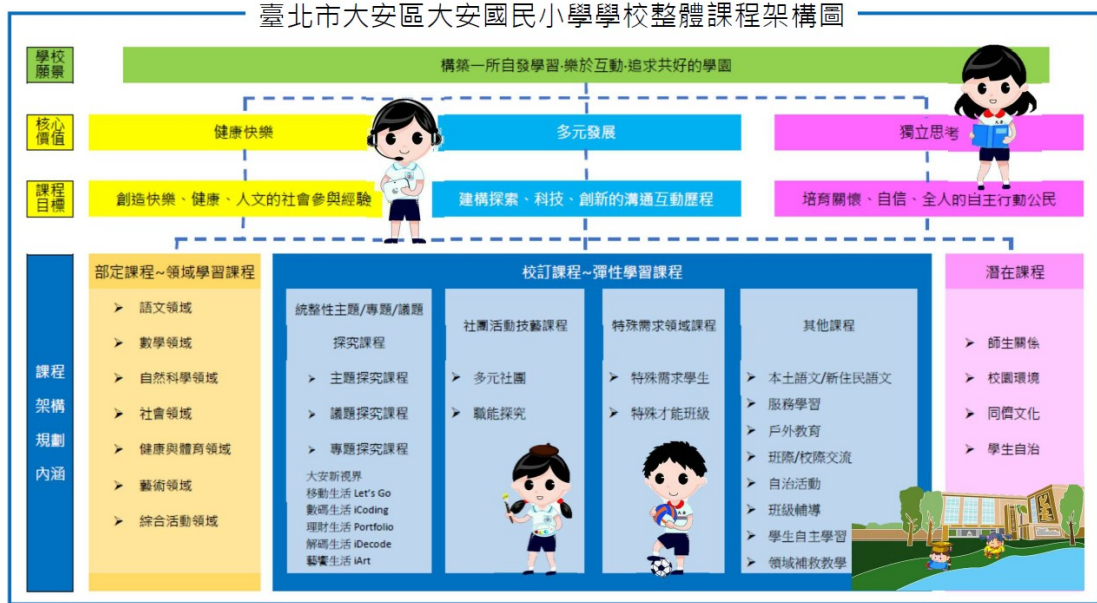 臺北市大安區大安國民小學學校整體課程架構圖
學校
願景
構築一所自發學習‧樂於互動‧追求共好的學園
核心
價值
健康快樂
多元發展
獨立思考
課程
目標
創造快樂、健康、人文的社會參與經驗
建構探索、科技、創新的溝通互動歷程
培育關懷、自信、全人的自主行動公民
課程
架構
規劃
內涵
部定課程~領域學習課程
➢ 語文領域
➢ 數學領域
➢ 自然科學領域
➢ 社會領域
➢ 健康與體育領域
➢ 藝術領域
➢ 綜合活動領域
校訂課程~彈性學習課程
統整性主題/專題/議題
探究課程
➢ 主題探究課程
➢ 議題探究課程
➢ 專題探究課程
大安新視界
移動生活 Let's Go
數碼生活 iCoding
理財生活 Portfolio
解碼生活 iDecode
藝饗生活 iArt
社團活動技藝課程
➢ 多元社團
➢ 職能探究
特殊需求領域課程
➢ 特殊需求學生
➢ 特殊才能班級
其他課程
➢ 本土語文/新住民語文
➢ 服務學習
➢ 戶外教育
➢ 班際/校際交流
➢ 自治活動
➢ 班級輔導
➢ 學生自主學習
➢ 領域補救教學
潛在課程
➢ 師生關係
➢ 校園環境
➢ 同儕文化
➢ 學生自治